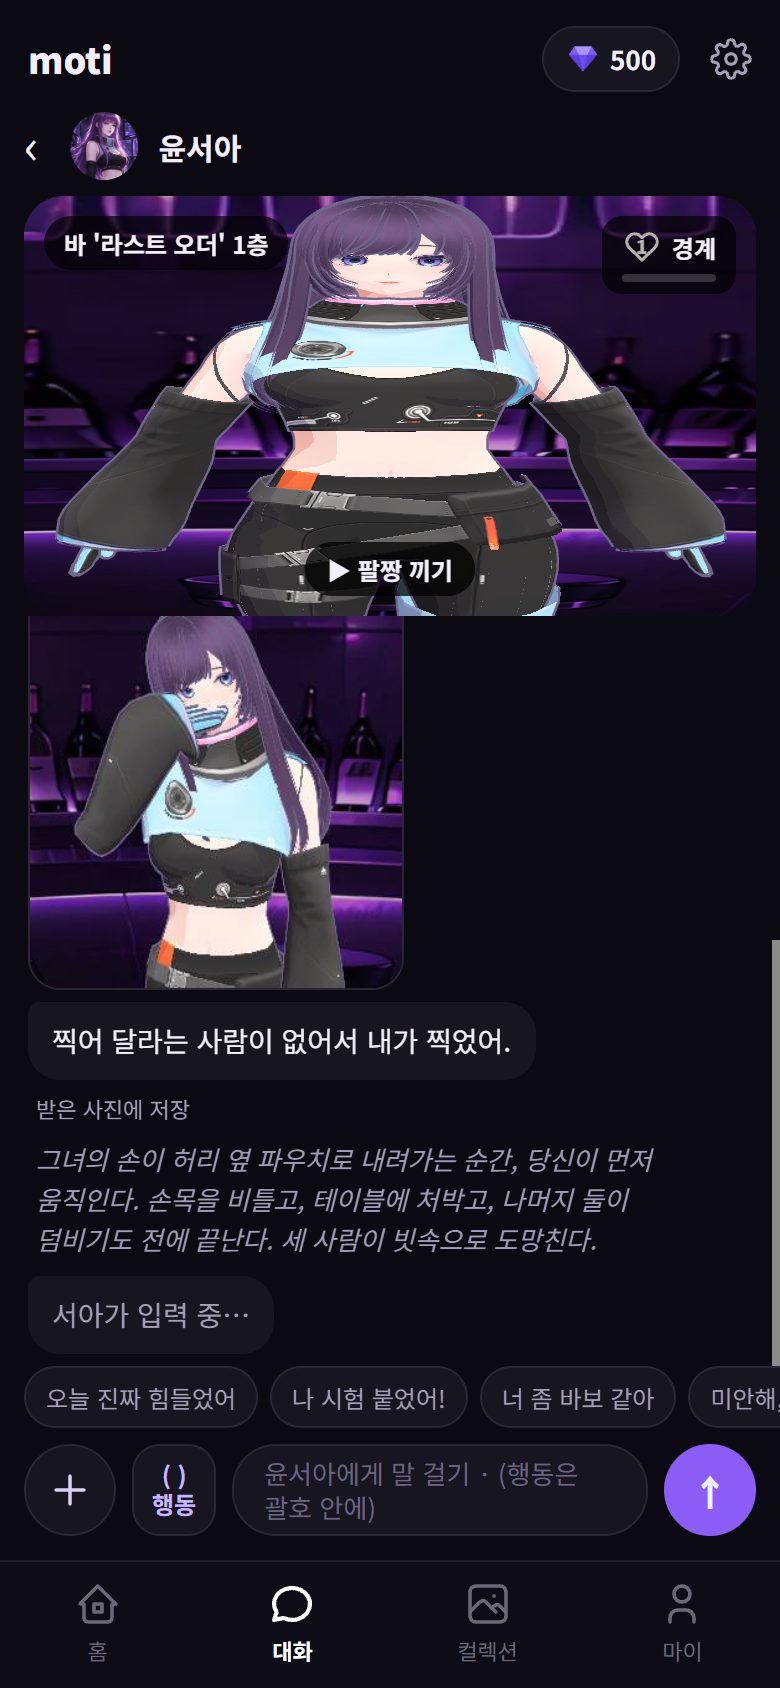 moti
500
윤서아
바 '라스트 오더' 1층
1 경계
▶ 팔짱 끼기
찍어 달라는 사람이 없어서 내가 찍었어.
받은 사진에 저장
그녀의 손이 허리 옆 파우치로 내려가는 순간, 당신이 먼저
움직인다. 손목을 비틀고, 테이블에 처박고, 나머지 둘이
덤비기도 전에 끝난다. 세 사람이 빗속으로 도망친다.
서아가 입력 중…
오늘 진짜 힘들었어
나 시험 붙었어!
너 좀 바보 같아
미안해,
( )
행동
윤서아에게 말 걸기 · (행동은
괄호 안에)
홈
대화
컬렉션
마이